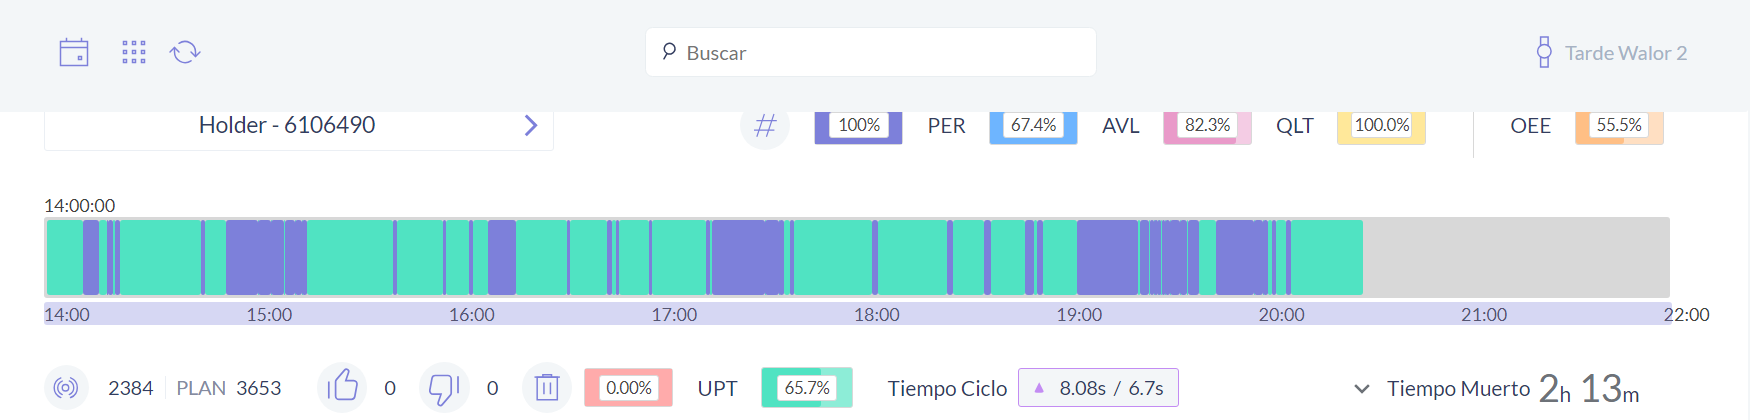 Buscar
Tarde Walor 2
Holder - 6106490
# 100% PER 67.4% AVL 82.3% QLT 100.0% OEE 55.5%
14:00:00
14:00 15:00 16:00 17:00 18:00 19:00 20:00 21:00 22:00
2384 PLAN 3653 0 0 0.00% UPT 65.7% Tiempo Ciclo ▲ 8.08s / 6.7s Tiempo Muerto 2h 13m